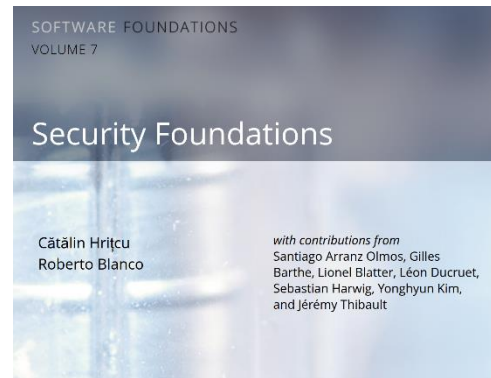 SOFTWARE FOUNDATIONS
VOLUME 7
Security Foundations
Cătălin Hrițcu
Roberto Blanco
with contributions from
Santiago Arranz Olmos, Gilles
Barthe, Lionel Blatter, Léon Ducruet,
Sebastian Harwig, Yonghyun Kim,
and Jérémy Thibault